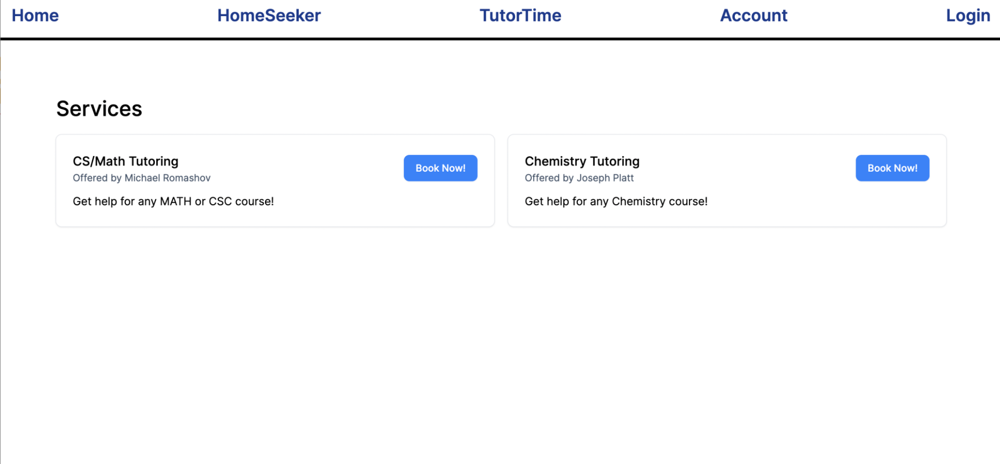 Home HomeSeeker TutorTime Account Login
Services
CS/Math Tutoring
Offered by Michael Romashov
Get help for any MATH or CSC course!
Book Now!
Chemistry Tutoring
Offered by Joseph Platt
Get help for any Chemistry course!
Book Now!